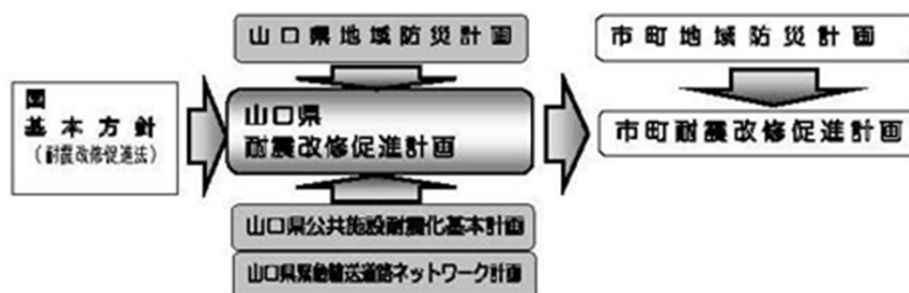 山口県地域防災計画
市町地域防災計画
国
基本方針
（耐震改修促進法）
山口県
耐震改修促進計画
市町耐震改修促進計画
山口県公共施設耐震化基本計画
山口県緊急輸送道路ネットワーク計画